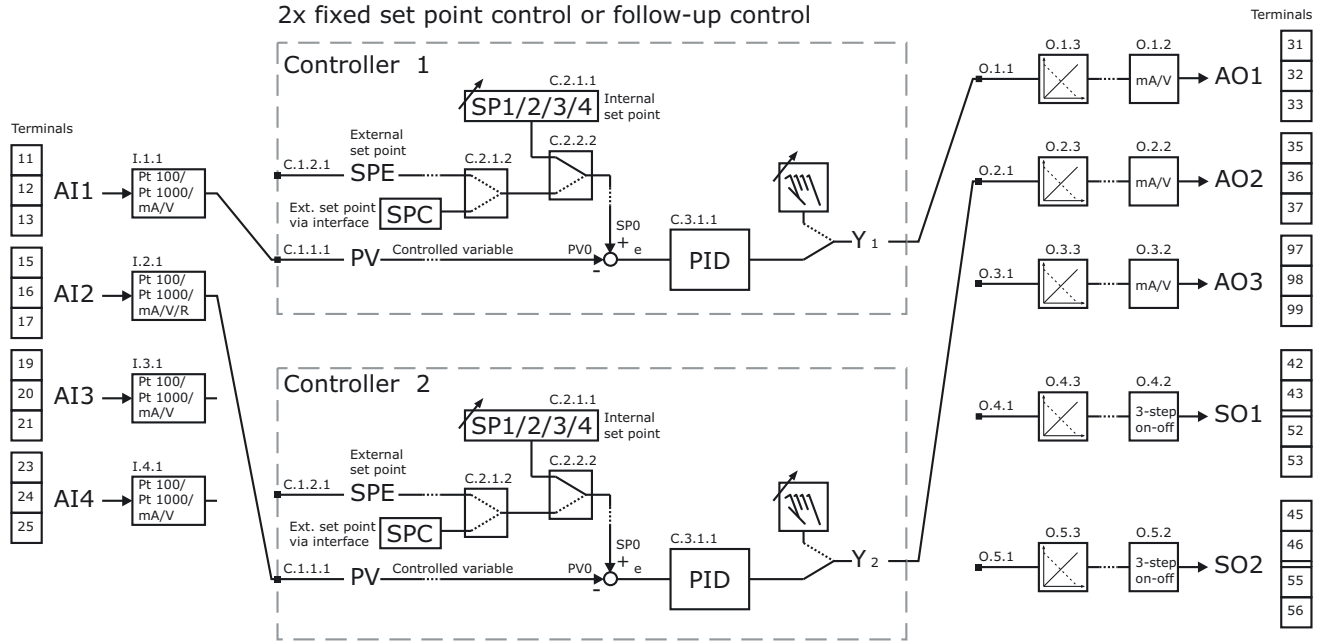 2x fixed set point control or follow-up control
Terminals
11
12
13
AI1
I.1.1
Pt 100/
Pt 1000/
mA/V
15
16
17
AI2
I.2.1
Pt 100/
Pt 1000/
mA/V/R
19
20
21
AI3
I.3.1
Pt 100/
Pt 1000/
mA/V
23
24
25
AI4
I.4.1
Pt 100/
Pt 1000/
mA/V
Controller 1
C.2.1.1
SP1/2/3/4
Internal
set point
External
set point
C.1.2.1
SPE
C.2.1.2
C.2.2.2
Ext. set point
via interface
SPC
C.1.1.1
PV
Controlled variable
PV0
SP0
+
e
-
C.3.1.1
PID
Y 1
Controller 2
C.2.1.1
SP1/2/3/4
Internal
set point
External
set point
C.1.2.1
SPE
C.2.1.2
C.2.2.2
Ext. set point
via interface
SPC
C.1.1.1
PV
Controlled variable
PV0
SP0
+
e
-
C.3.1.1
PID
Y 2
Terminals
O.1.1
O.1.3
O.1.2
mA/V
AO1
31
32
33
O.2.1
O.2.3
O.2.2
mA/V
AO2
35
36
37
O.3.1
O.3.3
O.3.2
mA/V
AO3
97
98
99
O.4.1
O.4.3
O.4.2
3-step
on-off
SO1
42
43
52
53
O.5.1
O.5.3
O.5.2
3-step
on-off
SO2
45
46
55
56